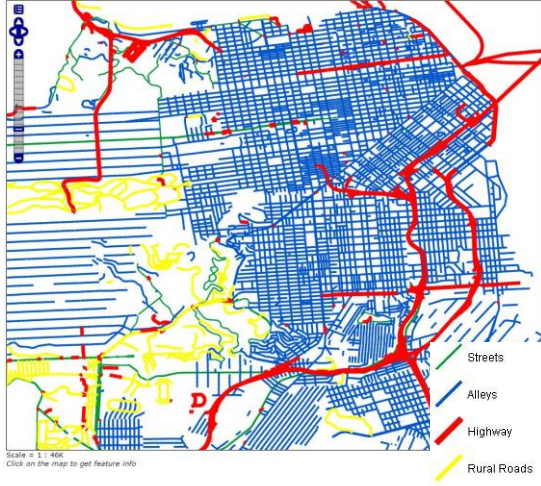 Streets
Alleys
Highway
Rural Roads
Scale = 1 : 46K
Click on the map to get feature info